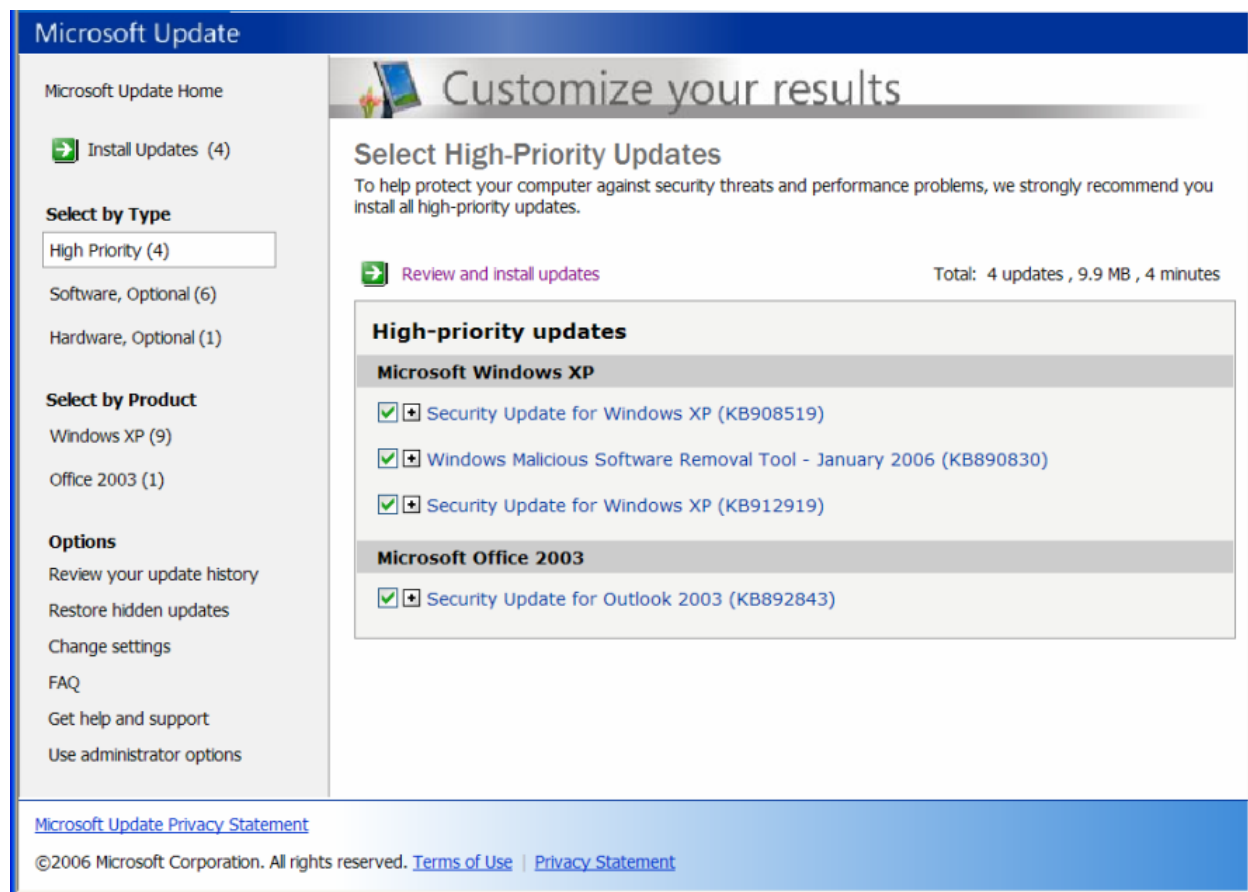 Microsoft Update
Microsoft Update Home
Install Updates (4)
Select by Type
High Priority (4)
Software, Optional (6)
Hardware, Optional (1)
Select by Product
Windows XP (9)
Office 2003 (1)
Options
Review your update history
Restore hidden updates
Change settings
FAQ
Get help and support
Use administrator options
Customize your results
Select High-Priority Updates
To help protect your computer against security threats and performance problems, we strongly recommend you
install all high-priority updates.
Review and install updates
Total: 4 updates , 9.9 MB , 4 minutes
High-priority updates
Microsoft Windows XP
Security Update for Windows XP (KB908519)
Windows Malicious Software Removal Tool - January 2006 (KB890830)
Security Update for Windows XP (KB912919)
Microsoft Office 2003
Security Update for Outlook 2003 (KB892843)
Microsoft Update Privacy Statement
©2006 Microsoft Corporation. All rights reserved. Terms of Use | Privacy Statement